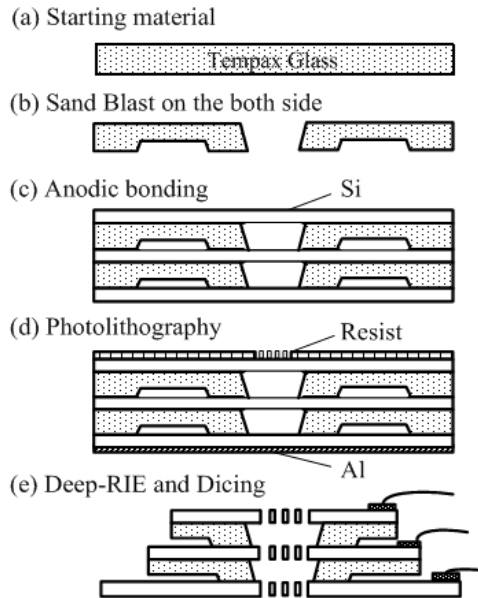 (a) Starting material
Tempax Glass
(b) Sand Blast on the both side
(c) Anodic bonding
Si
(d) Photolithography
Resist
Al
(e) Deep-RIE and Dicing